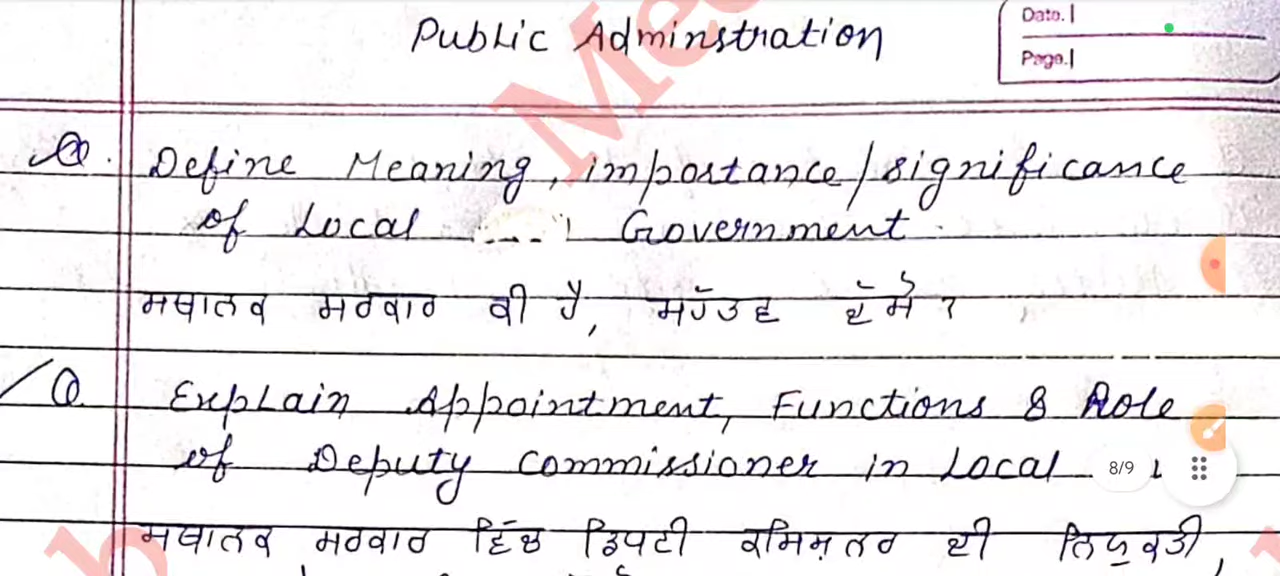 Public Adminstration
Date.
Page.
Q. Define Meaning, importance/significance
of Local Government.
ਸਥਾਨਕ ਸਰਕਾਰ ਕੀ ਹੈ, ਮਹੱਤਵ ਦੱਸੋ ?
Q Explain Appointment, Functions & Role
of Deputy Commissioner in Local
8/9
ਸਥਾਨਕ ਸਰਕਾਰ ਵਿੱਚ ਡਿਪਟੀ ਕਮਿਸ਼ਨਰ ਦੀ ਨਿਯੁਕਤੀ,